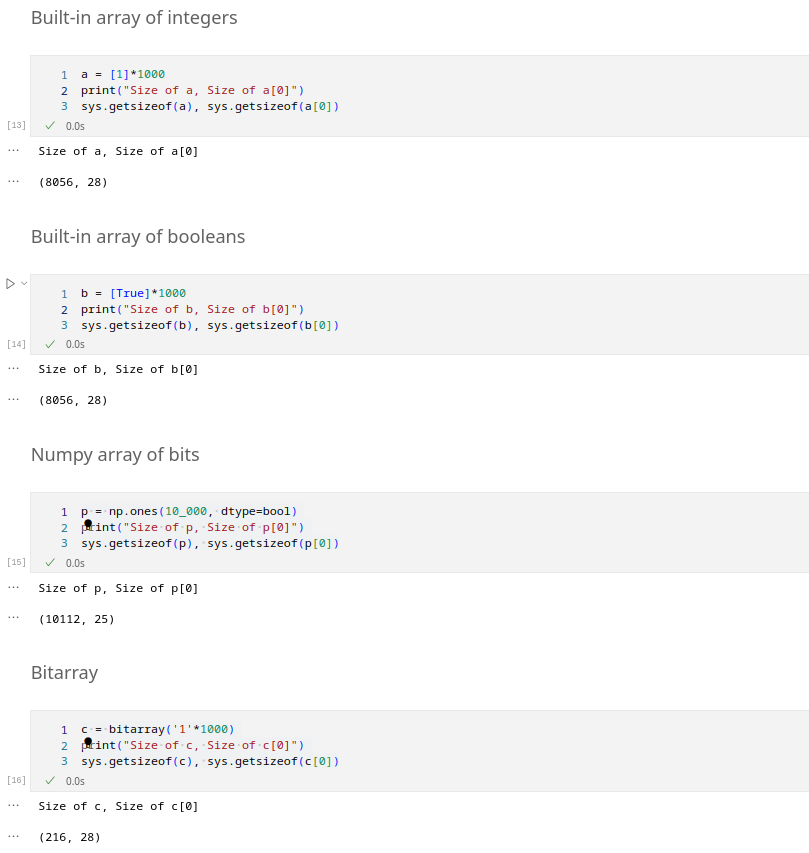 Built-in array of integers
1 a = [1]*1000
2 print("Size of a, Size of a[0]")
3 sys.getsizeof(a), sys.getsizeof(a[0])
[13] 0.0s
... Size of a, Size of a[0]
... (8056, 28)
Built-in array of booleans
1 b = [True]*1000
2 print("Size of b, Size of b[0]")
3 sys.getsizeof(b), sys.getsizeof(b[0])
[14] 0.0s
... Size of b, Size of b[0]
... (8056, 28)
Numpy array of bits
1 p = np.ones(10_000, dtype=bool)
2 print("Size of p, Size of p[0]")
3 sys.getsizeof(p), sys.getsizeof(p[0])
[15] 0.0s
... Size of p, Size of p[0]
... (10112, 25)
Bitarray
1 c = bitarray('1'*1000)
2 print("Size of c, Size of c[0]")
3 sys.getsizeof(c), sys.getsizeof(c[0])
[16] 0.0s
... Size of c, Size of c[0]
... (216, 28)